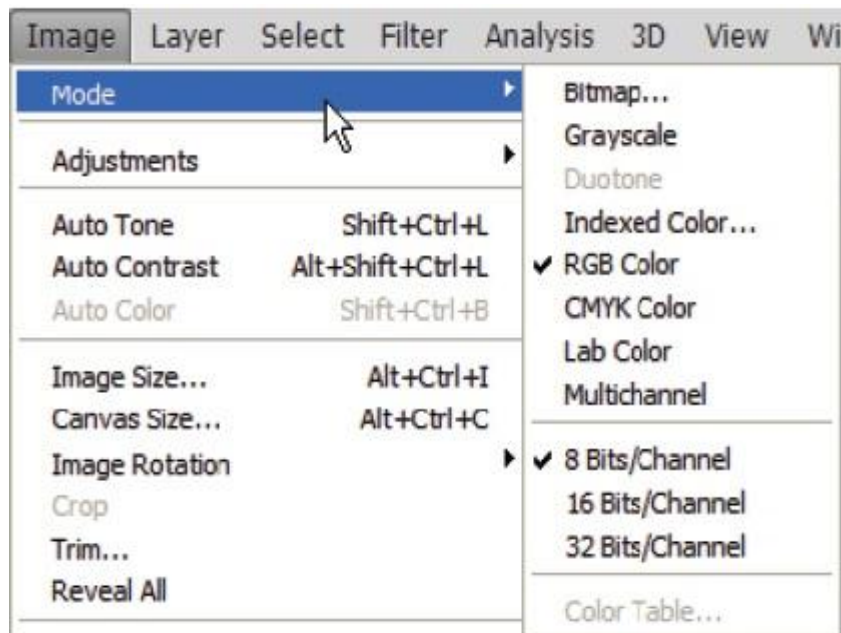 Image Layer Select Filter Analysis 3D View Wi
Mode
Adjustments
Auto Tone Shift+Ctrl+L
Auto Contrast Alt+Shift+Ctrl+L
Auto Color Shift+Ctrl+B
Image Size... Alt+Ctrl+I
Canvas Size... Alt+Ctrl+C
Image Rotation
Crop
Trim...
Reveal All
Bitmap...
Grayscale
Duotone
Indexed Color...
RGB Color
CMYK Color
Lab Color
Multichannel
8 Bits/Channel
16 Bits/Channel
32 Bits/Channel
Color Table...